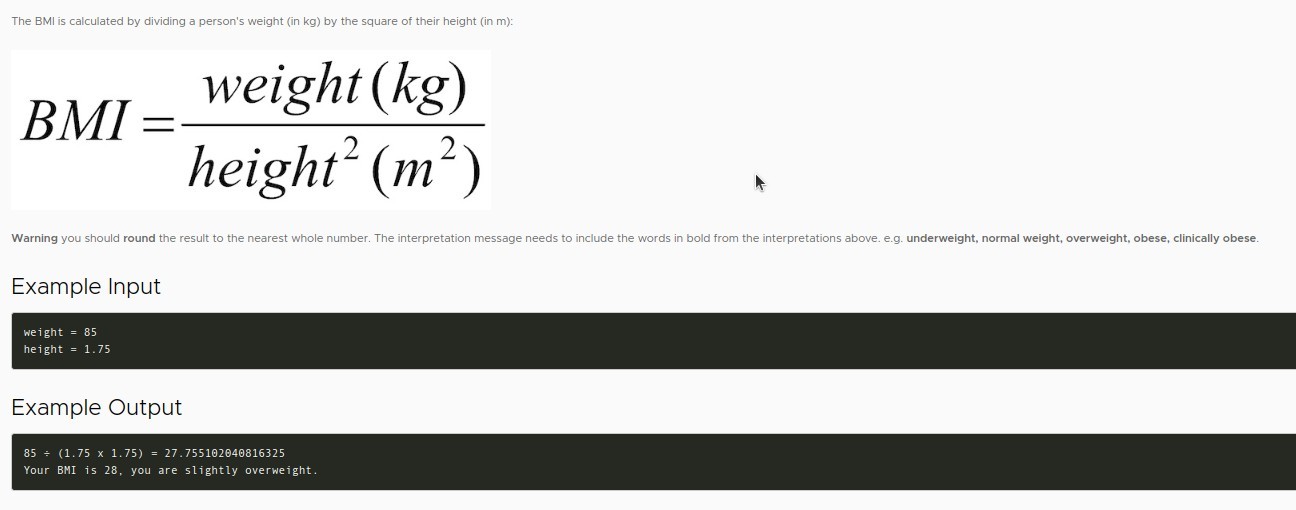 The BMI is calculated by dividing a person's weight (in kg) by the square of their height (in m):
BMI = weight (kg) / height² (m²)
Warning you should round the result to the nearest whole number. The interpretation message needs to include the words in bold from the interpretations above. e.g. underweight, normal weight, overweight, obese, clinically obese.
Example Input
weight = 85
height = 1.75
Example Output
85 ÷ (1.75 x 1.75) = 27.755102040816325
Your BMI is 28, you are slightly overweight.